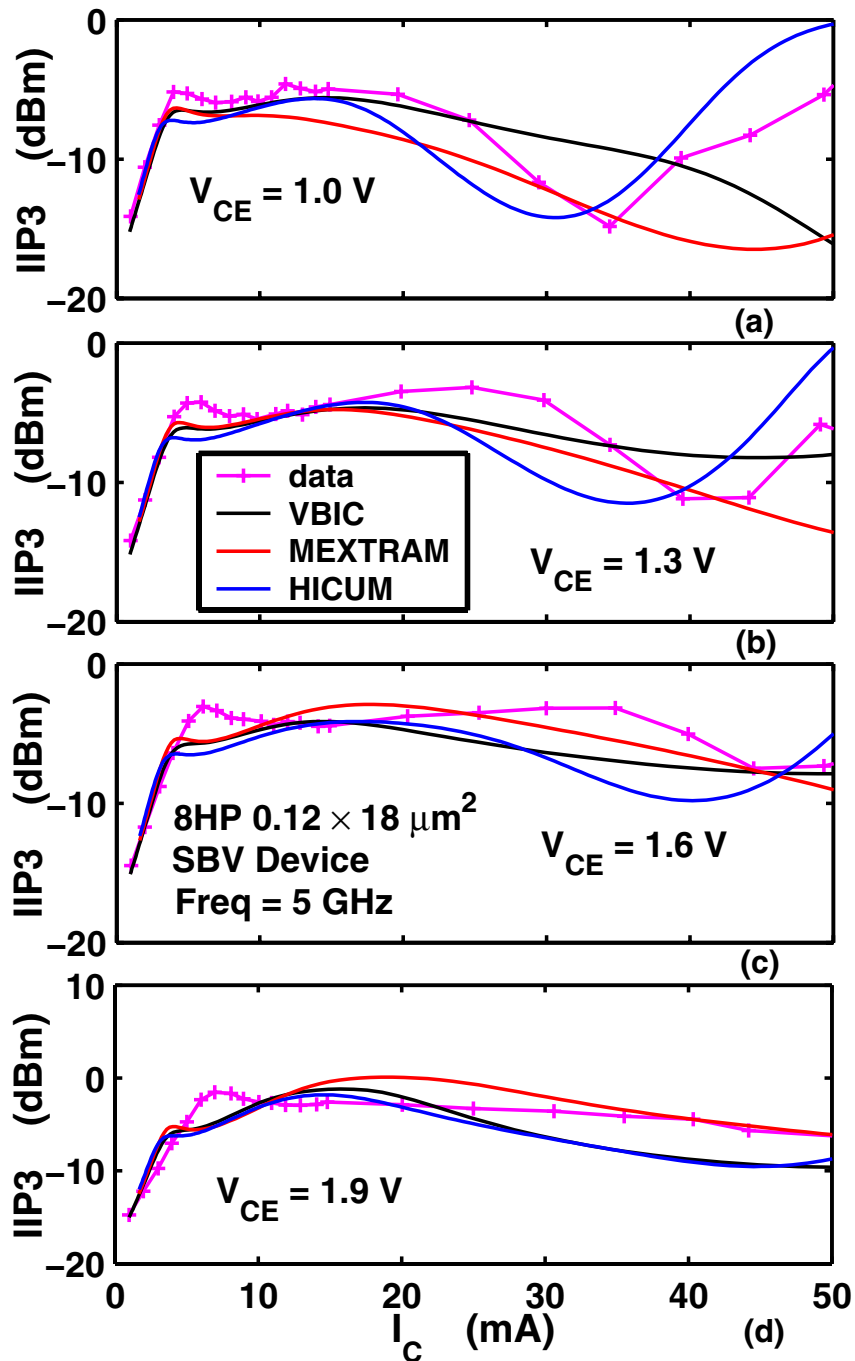 0
−10
−20
IIP3 (dBm)
V_CE = 1.0 V
(a)
0
−10
−20
IIP3 (dBm)
data
VBIC
MEXTRAM
HICUM
V_CE = 1.3 V
(b)
0
−10
−20
IIP3 (dBm)
8HP 0.12 × 18 μm²
SBV Device
Freq = 5 GHz
V_CE = 1.6 V
(c)
10
0
−10
−20
IIP3 (dBm)
V_CE = 1.9 V
0 10 20 30 40 50
I_C (mA)
(d)